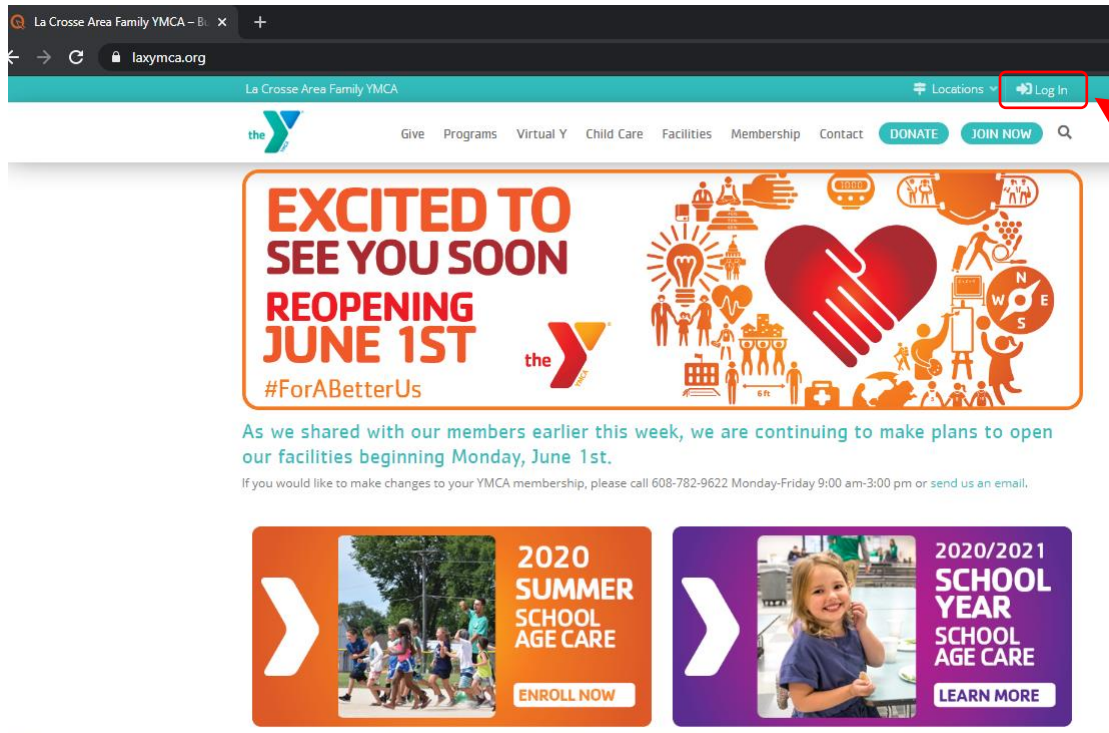 La Crosse Area Family YMCA – Bu
laxymca.org
La Crosse Area Family YMCA
Locations
Log In
the YMCA
Give Programs Virtual Y Child Care Facilities Membership Contact DONATE JOIN NOW
EXCITED TO
SEE YOU SOON
REOPENING
JUNE 1ST
#ForABetterUs
the YMCA
N
W E
S
6 ft
As we shared with our members earlier this week, we are continuing to make plans to open
our facilities beginning Monday, June 1st.
If you would like to make changes to your YMCA membership, please call 608-782-9622 Monday-Friday 9:00 am-3:00 pm or send us an email.
2020
SUMMER
SCHOOL
AGE CARE
ENROLL NOW
2020/2021
SCHOOL
YEAR
SCHOOL
AGE CARE
LEARN MORE